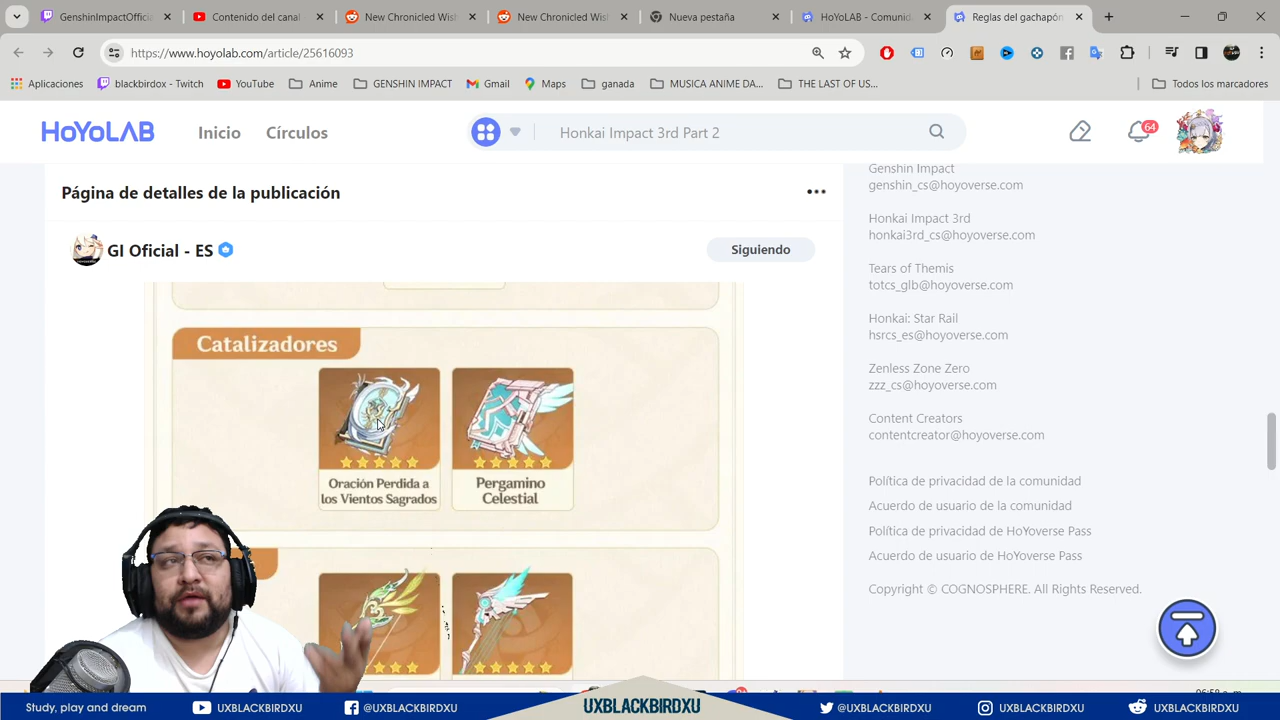 GenshinImpactOficia
Contenido del canal
New Chronicled Wis
New Chronicled Wis
Nueva pestaña
HoYoLAB - Comunid
Reglas del gachapón
https://www.hoyolab.com/article/25616093
Aplicaciones
blackbirdox - Twitch
YouTube
Anime
GENSHIN IMPACT
Gmail
Maps
ganada
MUSICA ANIME DA...
THE LAST OF US...
Todos los marcadores
HoYoLAB
Inicio
Círculos
Honkai Impact 3rd Part 2
64
Página de detalles de la publicación
GI Oficial - ES
Siguiendo
Catalizadores
Oración Perdida a
los Vientos Sagrados
Pergamino
Celestial
Genshin Impact
genshin_cs@hoyoverse.com
Honkai Impact 3rd
honkai3rd_cs@hoyoverse.com
Tears of Themis
totcs_glb@hoyoverse.com
Honkai: Star Rail
hsrcs_es@hoyoverse.com
Zenless Zone Zero
zzz_cs@hoyoverse.com
Content Creators
contentcreator@hoyoverse.com
Política de privacidad de la comunidad
Acuerdo de usuario de la comunidad
Política de privacidad de HoYoverse Pass
Acuerdo de usuario de HoYoverse Pass
Copyright © COGNOSPHERE. All Rights Reserved.
Study, play and dream
UXBLACKBIRDXU
@UXBLACKBIRDXU
UXBLACKBIRDXU
@UXBLACKBIRDXU
UXBLACKBIRDXU
UXBLACKBIRDXU